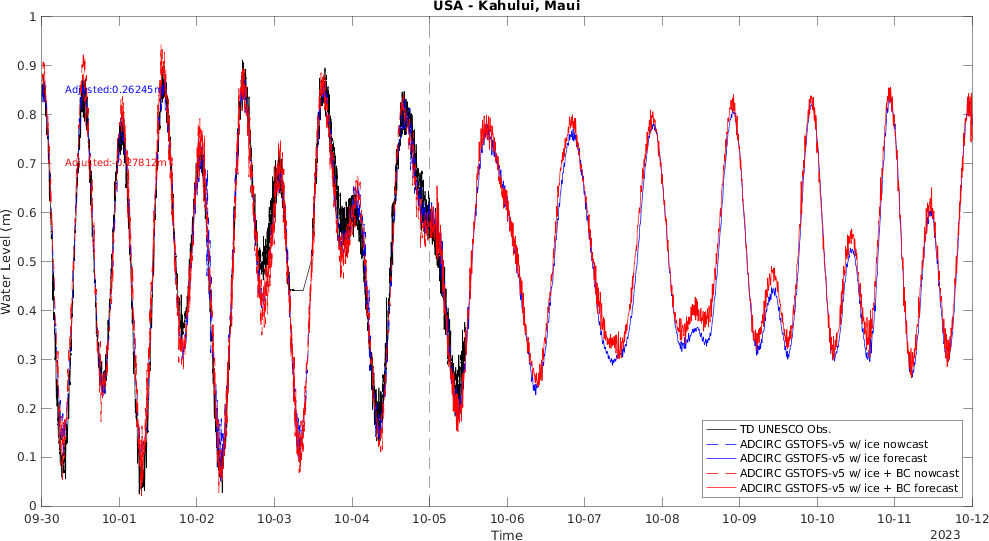 USA - Kahului, Maui
1
0.9
0.8
0.7
0.6
0.5
0.4
0.3
0.2
0.1
0
Water Level (m)
Adjusted:0.26245m
Adjusted:-0.27812m
TD UNESCO Obs.
ADCIRC GSTOFS-v5 w/ ice nowcast
ADCIRC GSTOFS-v5 w/ ice forecast
ADCIRC GSTOFS-v5 w/ ice + BC nowcast
ADCIRC GSTOFS-v5 w/ ice + BC forecast
09-30 10-01 10-02 10-03 10-04 10-05 10-06 10-07 10-08 10-09 10-10 10-11 10-12
Time
2023